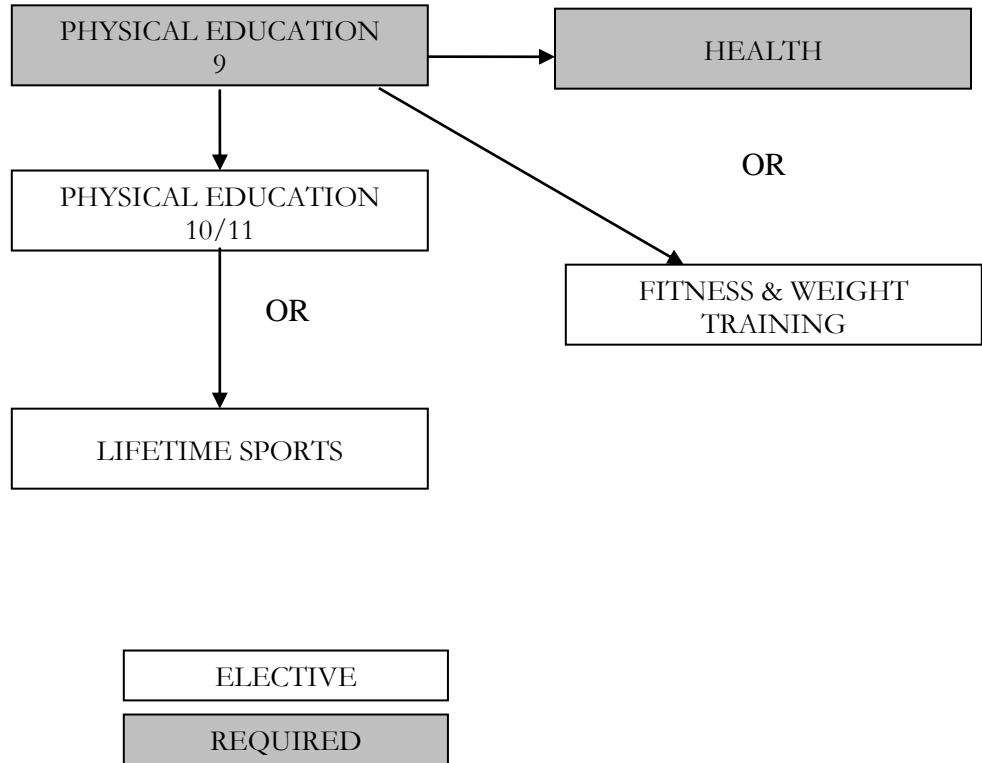 PHYSICAL EDUCATION
9
HEALTH
OR
PHYSICAL EDUCATION
10/11
FITNESS & WEIGHT
TRAINING
OR
LIFETIME SPORTS
ELECTIVE
REQUIRED